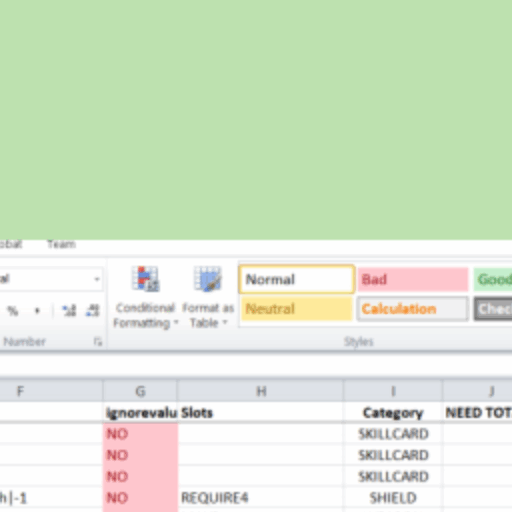 obat Team
al
Normal Bad Good
% Conditional Formatting Format as Table Neutral Calculation Chec
Number Styles
F G H I J
ignorevalu Slots Category NEED TOT
NO SKILLCARD
NO SKILLCARD
NO SKILLCARD
h|-1 NO REQUIRE4 SHIELD